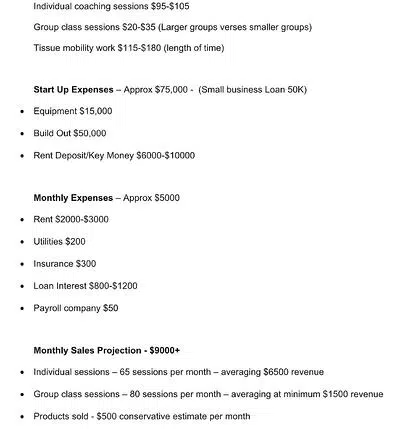 Individual coaching sessions $95-$105
Group class sessions $20-$35 (Larger groups verses smaller groups)
Tissue mobility work $115-$180 (length of time)
Start Up Expenses – Approx $75,000 - (Small business Loan 50K)
• Equipment $15,000
• Build Out $50,000
• Rent Deposit/Key Money $6000-$10000
Monthly Expenses – Approx $5000
• Rent $2000-$3000
• Utilities $200
• Insurance $300
• Loan Interest $800-$1200
• Payroll company $50
Monthly Sales Projection - $9000+
• Individual sessions – 65 sessions per month – averaging $6500 revenue
• Group class sessions – 80 sessions per month – averaging at minimum $1500 revenue
• Products sold - $500 conservative estimate per month